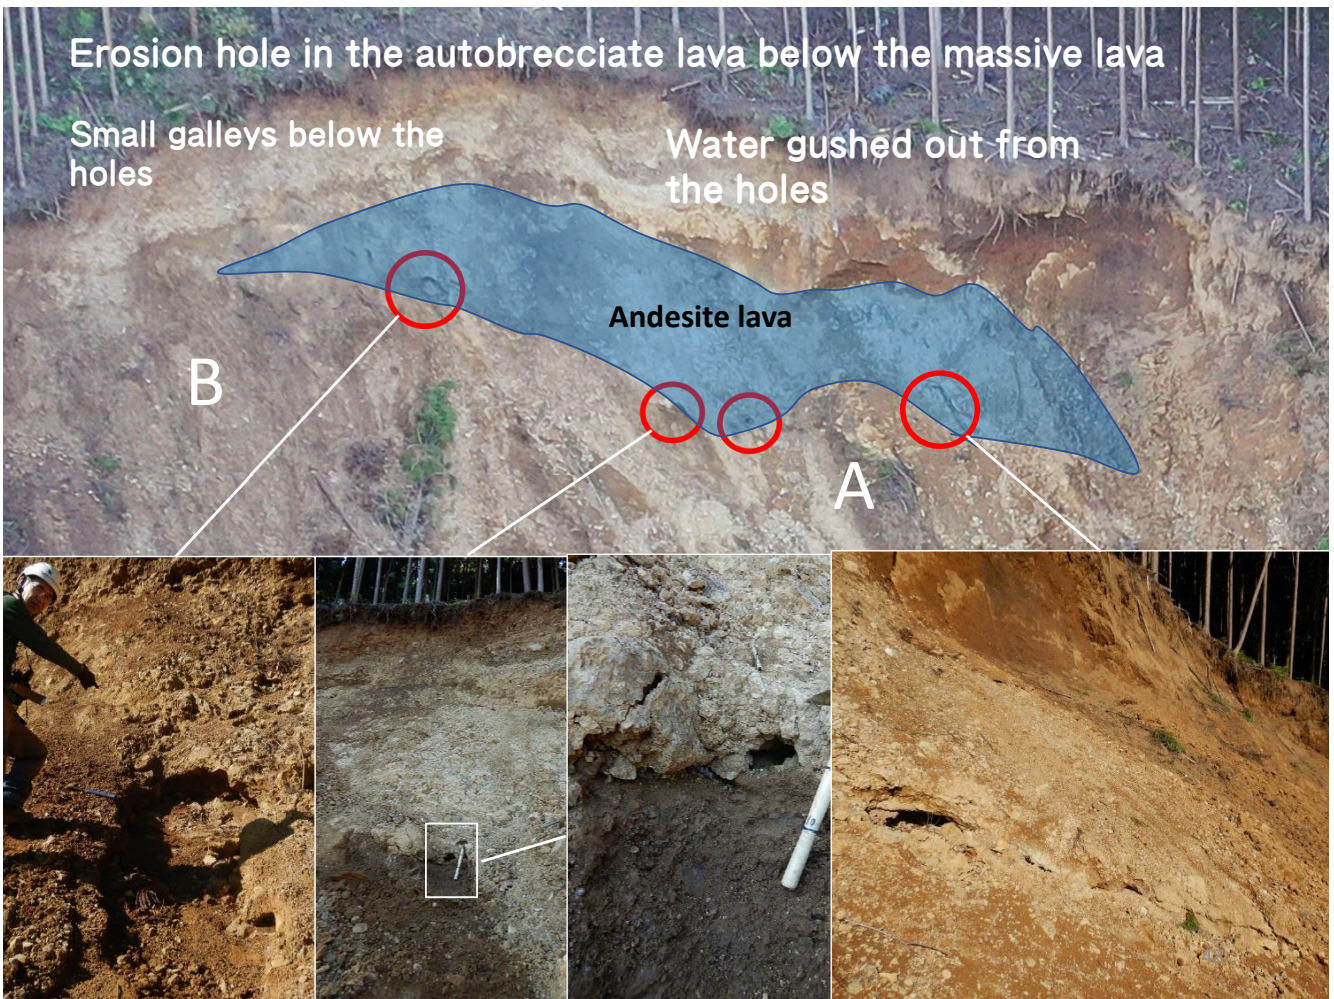 Erosion hole in the autobrecciate lava below the massive lava
Small galleys below the
holes
Water gushed out from
the holes
Andesite lava
B
A